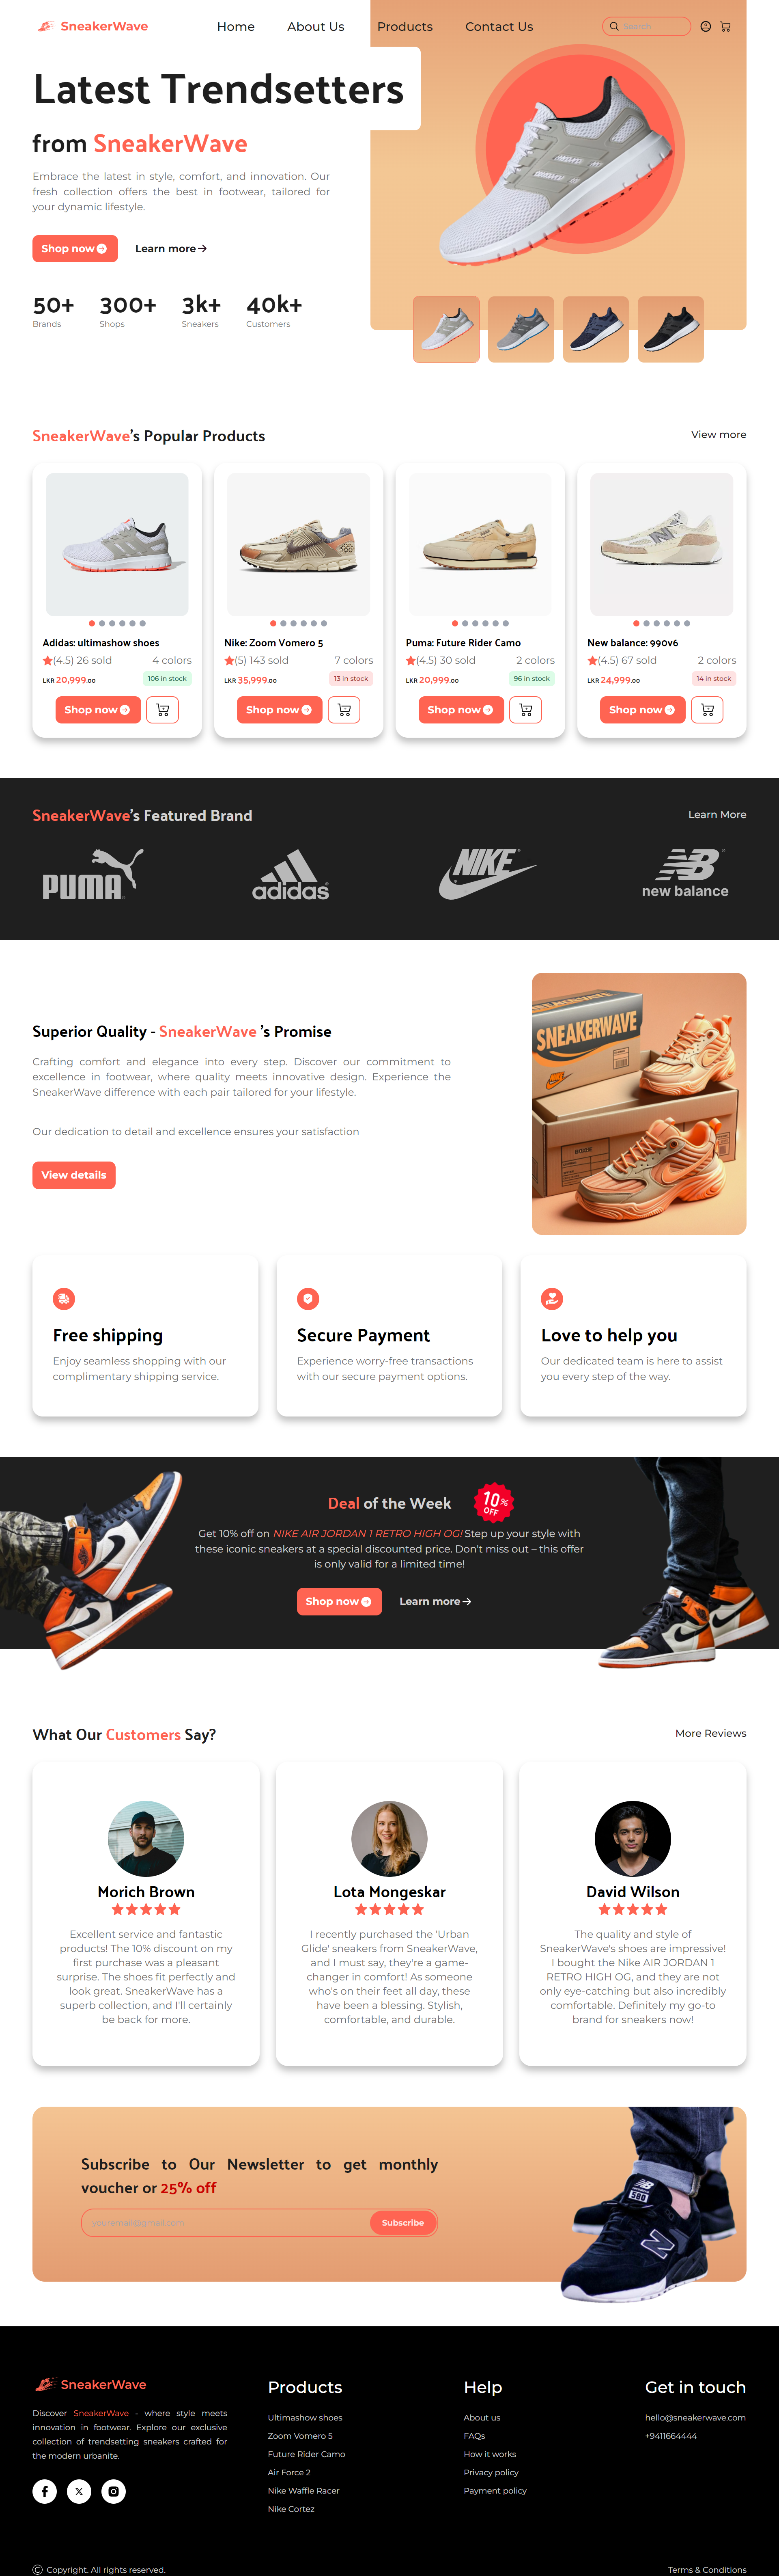 SneakerWave
Home About Us Products Contact Us
Search
Latest Trendsetters
from SneakerWave
Embrace the latest in style, comfort, and innovation. Our
fresh collection offers the best in footwear, tailored for
your dynamic lifestyle.
Shop now
Learn more
50+ 300+ 3k+ 40k+
Brands Shops Sneakers Customers
SneakerWave's Popular Products
View more
Adidas: ultimashow shoes
(4.5) 26 sold 4 colors
LKR 20,999.00 106 in stock
Shop now
Nike: Zoom Vomero 5
(5) 143 sold 7 colors
LKR 35,999.00 13 in stock
Shop now
Puma: Future Rider Camo
(4.5) 30 sold 2 colors
LKR 20,999.00 96 in stock
Shop now
New balance: 990v6
(4.5) 67 sold 2 colors
LKR 24,999.00 14 in stock
Shop now
SneakerWave's Featured Brand
Learn More
PUMA
adidas
NIKE
NB
new balance
Superior Quality - SneakerWave 's Promise
Crafting comfort and elegance into every step. Discover our commitment to
excellence in footwear, where quality meets innovative design. Experience the
SneakerWave difference with each pair tailored for your lifestyle.
Our dedication to detail and excellence ensures your satisfaction
View details
SNEAKERWAVE
SNEAKERWAVE
Free shipping
Enjoy seamless shopping with our
complimentary shipping service.
Secure Payment
Experience worry-free transactions
with our secure payment options.
Love to help you
Our dedicated team is here to assist
you every step of the way.
Deal of the Week
10%
OFF
Get 10% off on NIKE AIR JORDAN 1 RETRO HIGH OG! Step up your style with
these iconic sneakers at a special discounted price. Don't miss out – this offer
is only valid for a limited time!
Shop now
Learn more
What Our Customers Say?
More Reviews
Morich Brown
Excellent service and fantastic
products! The 10% discount on my
first purchase was a pleasant
surprise. The shoes fit perfectly and
look great. SneakerWave has a
superb collection, and I'll certainly
be back for more.
Lota Mongeskar
I recently purchased the 'Urban
Glide' sneakers from SneakerWave,
and I must say, they're a game-
changer in comfort! As someone
who's on their feet all day, these
have been a blessing. Stylish,
comfortable, and durable.
David Wilson
The quality and style of
SneakerWave's shoes are impressive!
I bought the Nike AIR JORDAN 1
RETRO HIGH OG, and they are not
only eye-catching but also incredibly
comfortable. Definitely my go-to
brand for sneakers now!
Subscribe to Our Newsletter to get monthly
voucher or 25% off
youremail@gmail.com
Subscribe
580
N
SneakerWave
Discover SneakerWave - where style meets
innovation in footwear. Explore our exclusive
collection of trendsetting sneakers crafted for
the modern urbanite.
Products
Ultimashow shoes
Zoom Vomero 5
Future Rider Camo
Air Force 2
Nike Waffle Racer
Nike Cortez
Help
About us
FAQs
How it works
Privacy policy
Payment policy
Get in touch
hello@sneakerwave.com
+9411664444
© Copyright. All rights reserved.
Terms & Conditions